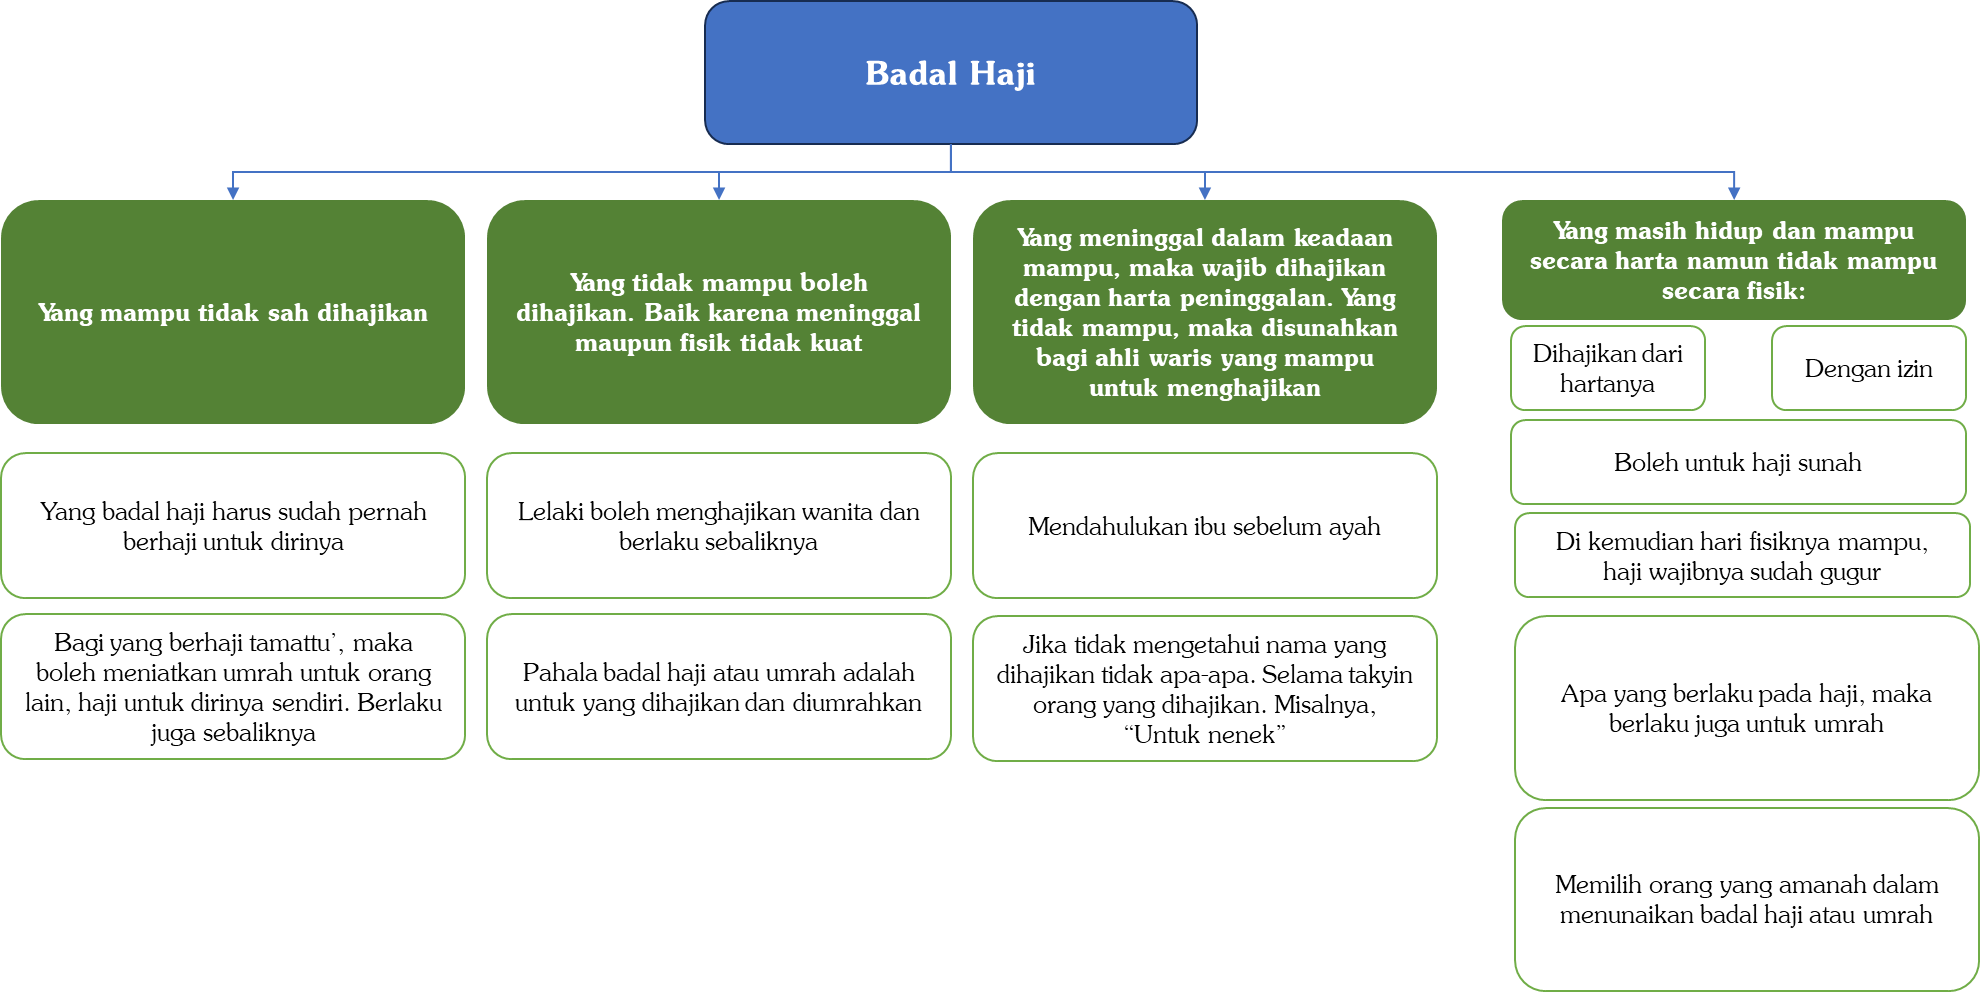 Badal Haji
Yang mampu tidak sah dihajikan
Yang tidak mampu boleh
dihajikan. Baik karena meninggal
maupun fisik tidak kuat
Yang meninggal dalam keadaan
mampu, maka wajib dihajikan
dengan harta peninggalan. Yang
tidak mampu, maka disunahkan
bagi ahli waris yang mampu
untuk menghajikan
Yang masih hidup dan mampu
secara harta namun tidak mampu
secara fisik:
Dihajikan dari
hartanya
Dengan izin
Boleh untuk haji sunah
Di kemudian hari fisiknya mampu,
haji wajibnya sudah gugur
Yang badal haji harus sudah pernah
berhaji untuk dirinya
Lelaki boleh menghajikan wanita dan
berlaku sebaliknya
Mendahulukan ibu sebelum ayah
Bagi yang berhaji tamattu’, maka
boleh meniatkan umrah untuk orang
lain, haji untuk dirinya sendiri. Berlaku
juga sebaliknya
Pahala badal haji atau umrah adalah
untuk yang dihajikan dan diumrahkan
Jika tidak mengetahui nama yang
dihajikan tidak apa-apa. Selama takyin
orang yang dihajikan. Misalnya,
“Untuk nenek”
Apa yang berlaku pada haji, maka
berlaku juga untuk umrah
Memilih orang yang amanah dalam
menunaikan badal haji atau umrah